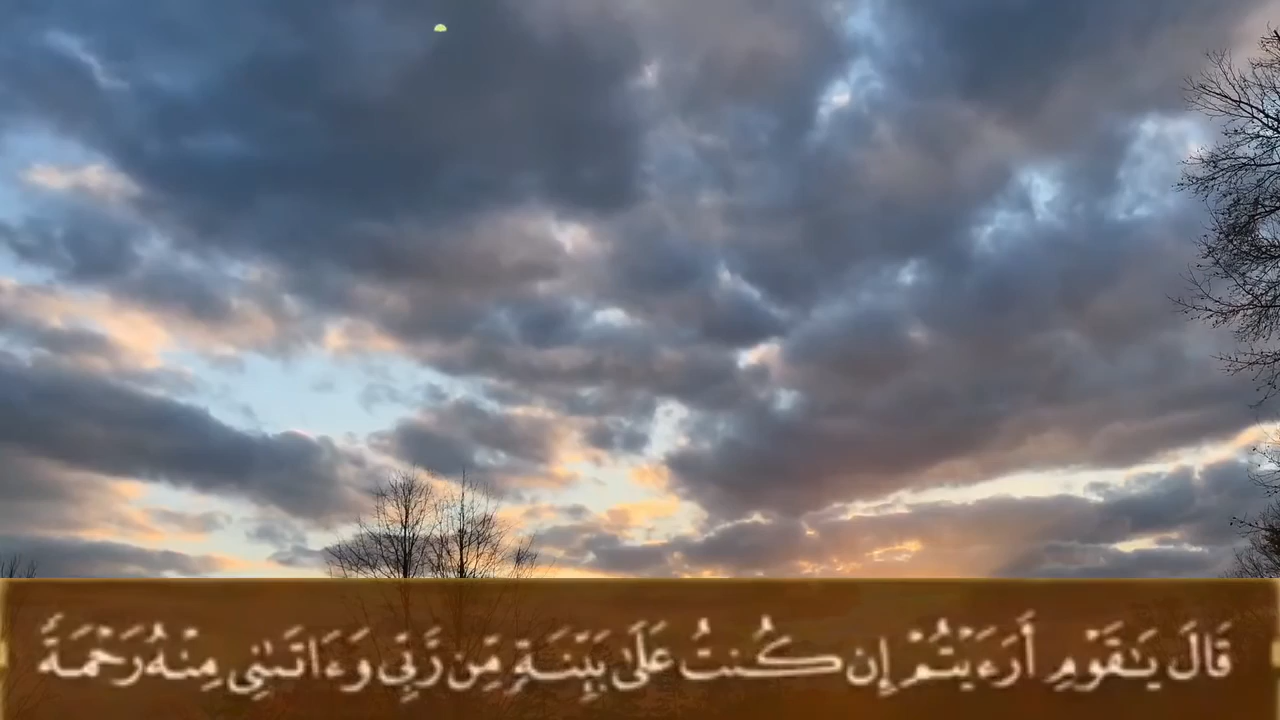 قَالَ يَـٰقَوْمِ أَرَءَيْتُمْ إِن كُنتُ عَلَىٰ بَيِّنَةٍ مِّن رَّبِّى وَءَاتَىٰنِى مِنْهُ رَحْمَةً